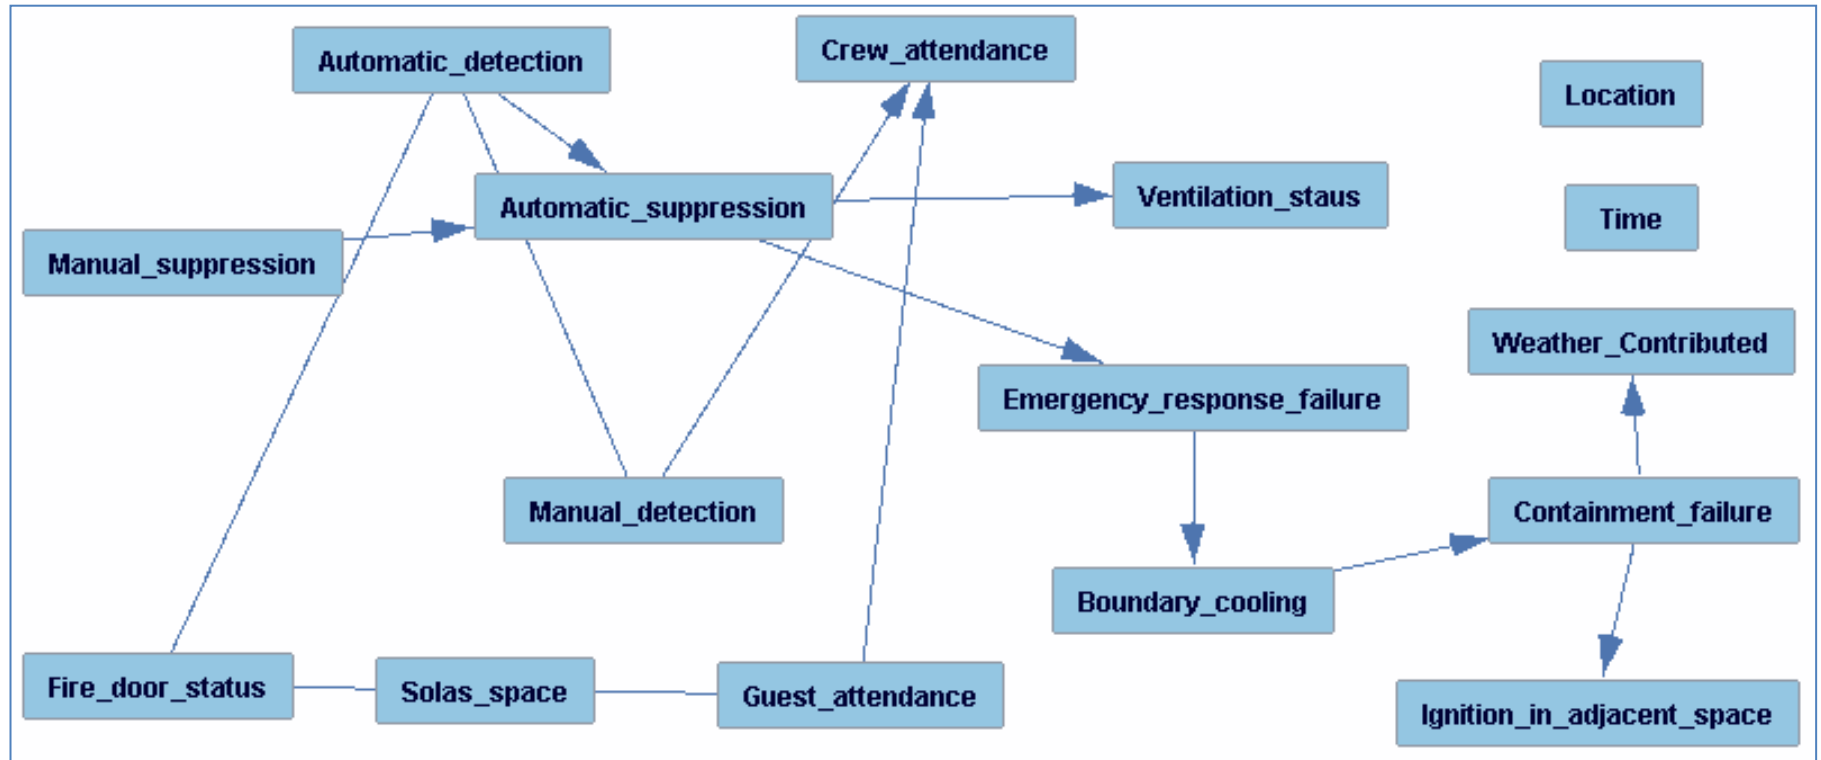 Automatic_detection
Crew_attendance
Location
Automatic_suppression
Ventilation_staus
Time
Manual_suppression
Weather_Contributed
Emergency_response_failure
Manual_detection
Containment_failure
Boundary_cooling
Fire_door_status
Solas_space
Guest_attendance
Ignition_in_adjacent_space